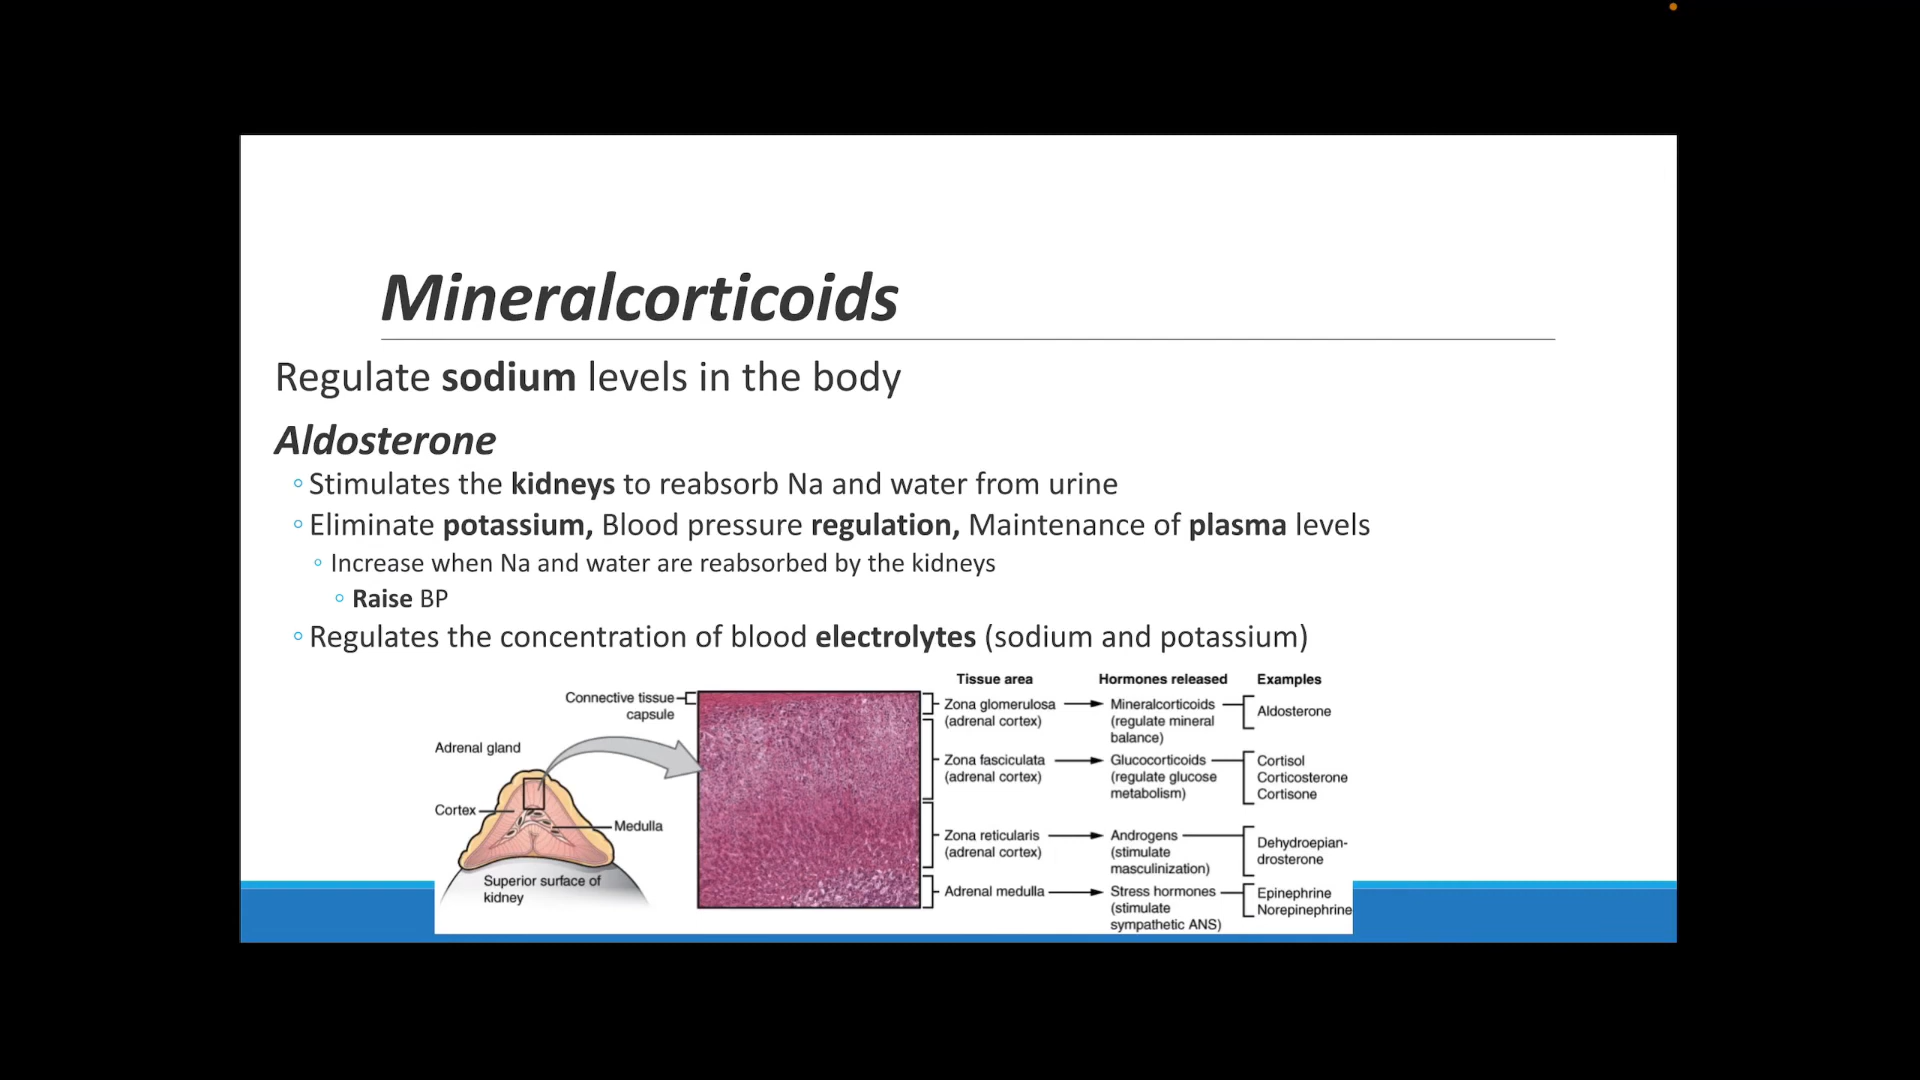 Mineralcorticoids
Regulate sodium levels in the body
Aldosterone
◦ Stimulates the kidneys to reabsorb Na and water from urine
◦ Eliminate potassium, Blood pressure regulation, Maintenance of plasma levels
◦ Increase when Na and water are reabsorbed by the kidneys
◦ Raise BP
◦ Regulates the concentration of blood electrolytes (sodium and potassium)
Connective tissue
capsule
Adrenal gland
Cortex
Medulla
Superior surface of
kidney
Tissue area
Hormones released
Examples
Zona glomerulosa
(adrenal cortex)
Mineralcorticoids
(regulate mineral
balance)
Aldosterone
Zona fasciculata
(adrenal cortex)
Glucocorticoids
(regulate glucose
metabolism)
Cortisol
Corticosterone
Cortisone
Zona reticularis
(adrenal cortex)
Androgens
(stimulate
masculinization)
Dehydroepian-
drosterone
Adrenal medulla
Stress hormones
(stimulate
sympathetic ANS)
Epinephrine
Norepinephrine